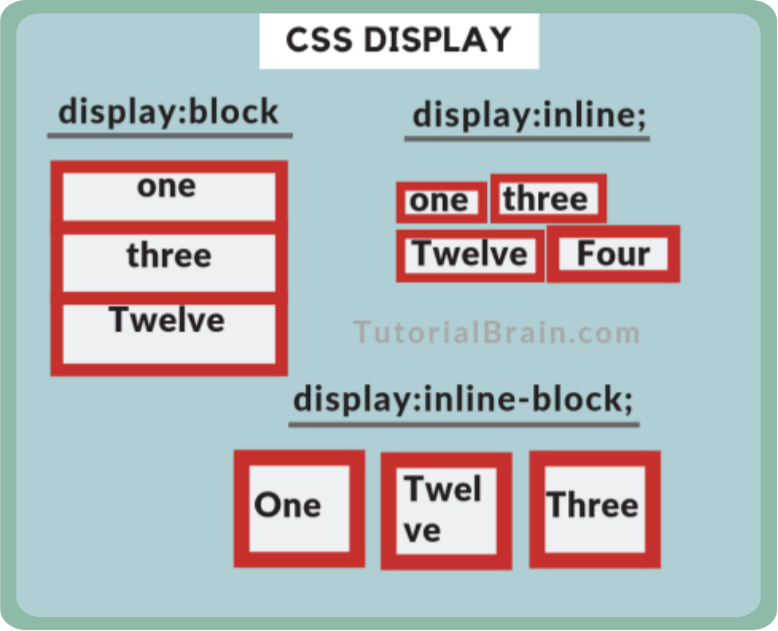 CSS DISPLAY
display:block
one
three
Twelve
display:inline;
one three
Twelve Four
TutorialBrain.com
display:inline-block;
One
Twel
ve
Three